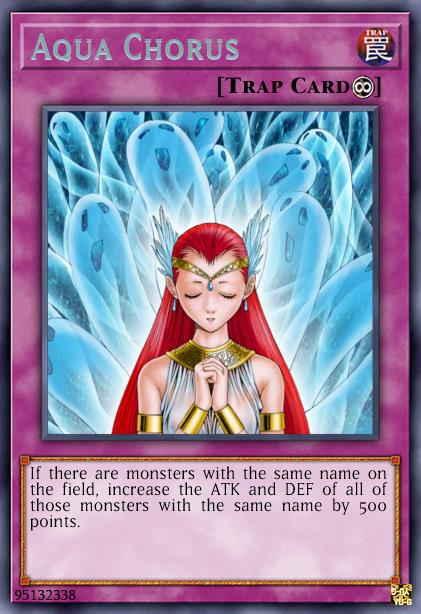 Aqua Chorus
TRAP
罠
[Trap Card]
If there are monsters with the same name on
the field, increase the ATK and DEF of all of
those monsters with the same name by 500
points.
95132338